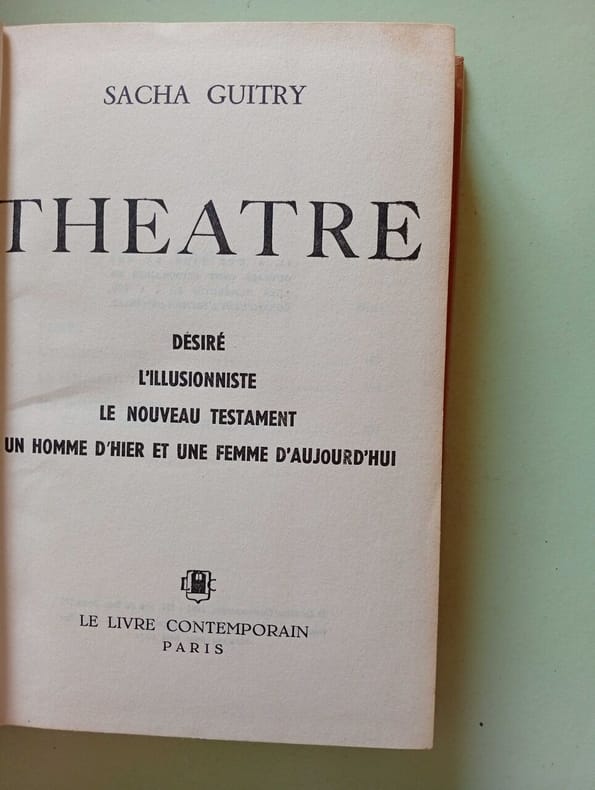 SACHA GUITRY
THEATRE
DÉSIRÉ
L'ILLUSIONNISTE
LE NOUVEAU TESTAMENT
UN HOMME D'HIER ET UNE FEMME D'AUJOURD'HUI
L C
LE LIVRE CONTEMPORAIN
PARIS